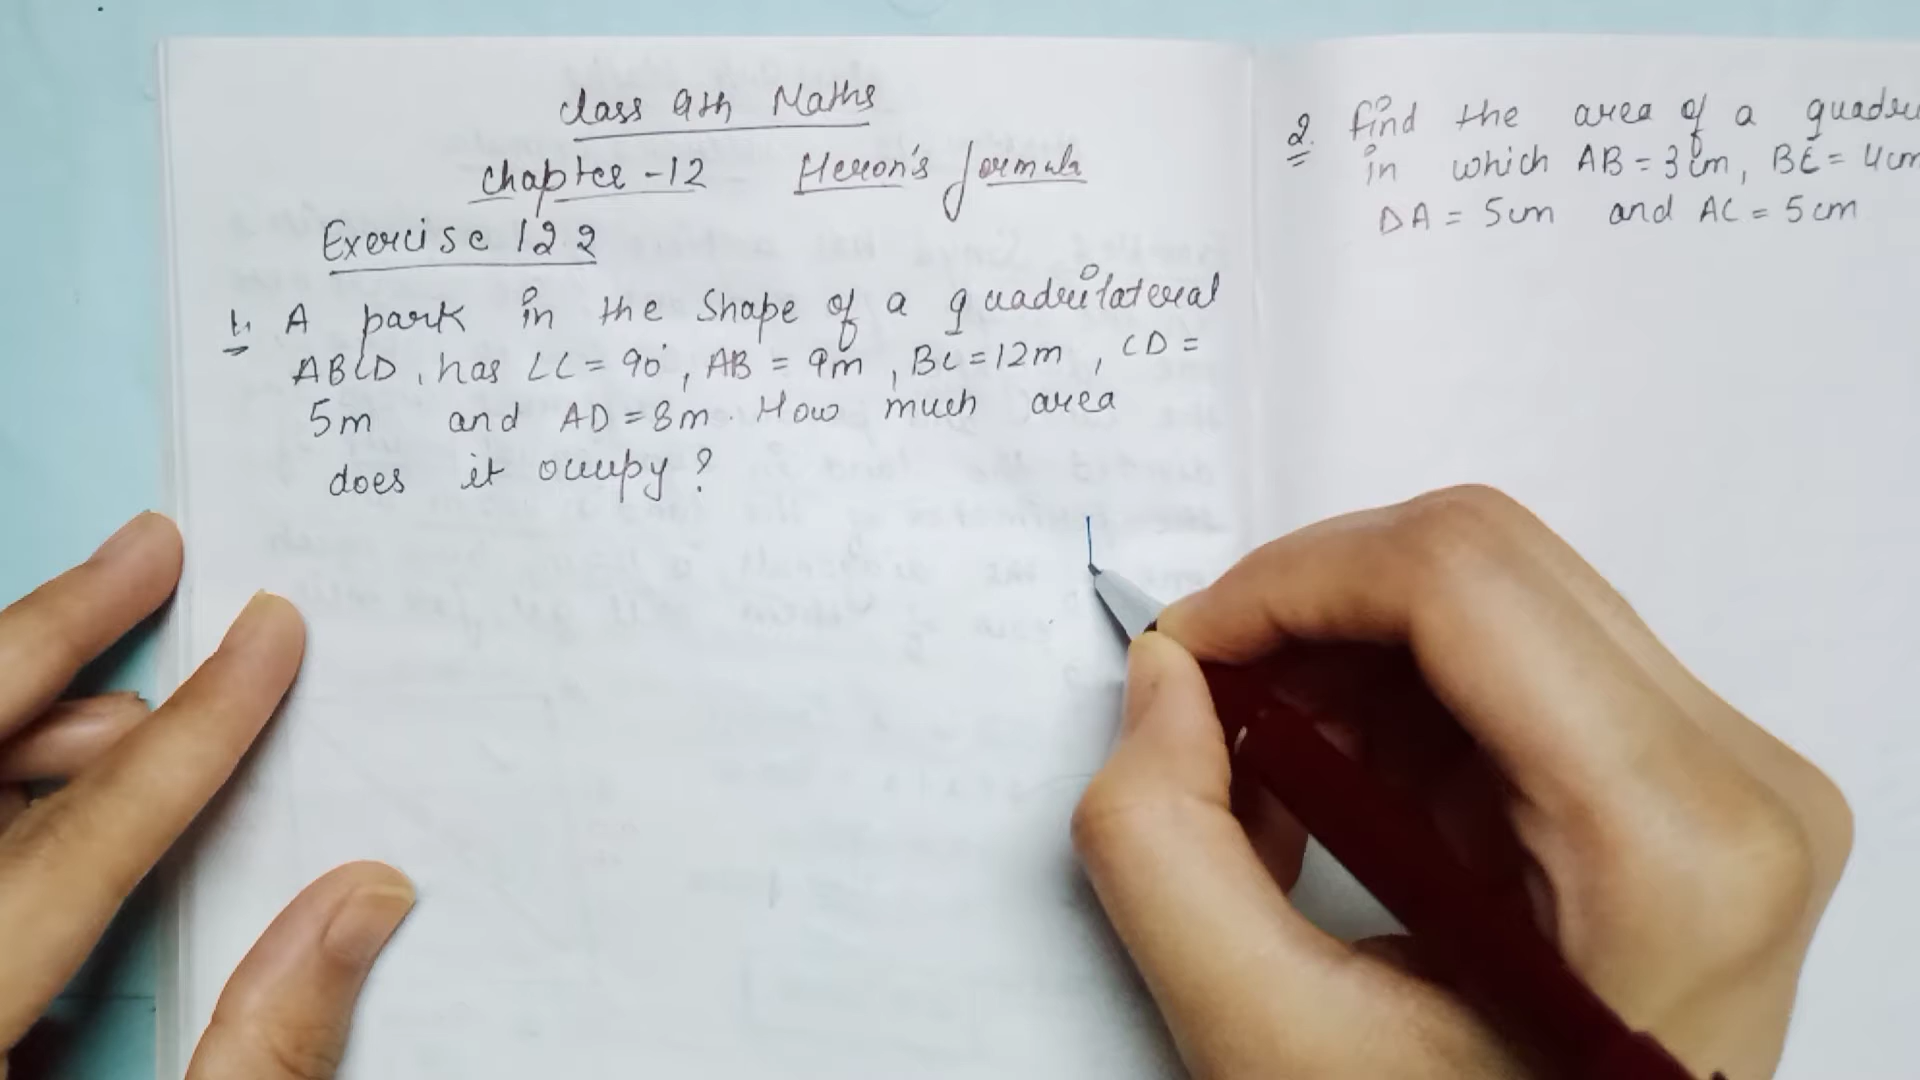 Class 9th Maths
Chapter -12 Heron's formula
Exercise 12.2
1. A park in the Shape of a quadrilateral
ABCD, has ∠C = 90°, AB = 9m, BC = 12m, CD =
5m and AD = 8m. How much area
does it occupy?
2. find the area of a quadri
in which AB = 3cm, BC = 4cm
DA = 5cm and AC = 5cm